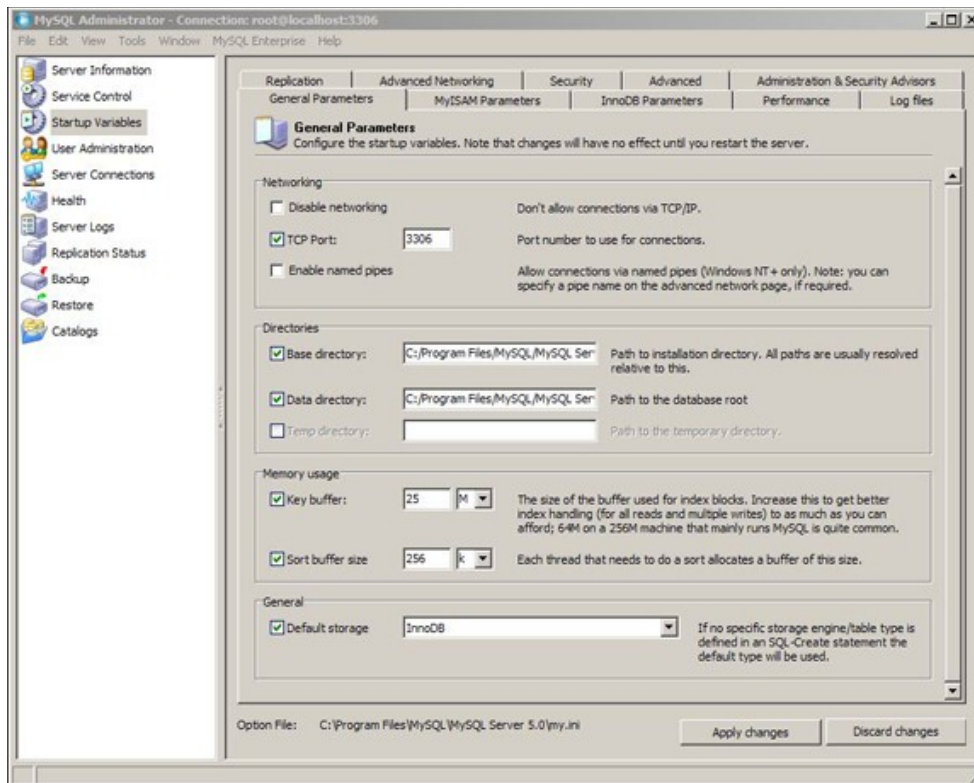 MySQL Administrator - Connection: root@localhost:3306
File Edit View Tools Window MySQL Enterprise Help
Server Information
Service Control
Startup Variables
User Administration
Server Connections
Health
Server Logs
Replication Status
Backup
Restore
Catalogs
Replication Advanced Networking Security Advanced Administration & Security Advisors
General Parameters MyISAM Parameters InnoDB Parameters Performance Log files
General Parameters
Configure the startup variables. Note that changes will have no effect until you restart the server.
Networking
Disable networking Don't allow connections via TCP/IP.
TCP Port: 3306 Port number to use for connections.
Enable named pipes Allow connections via named pipes (Windows NT+ only). Note: you can
specify a pipe name on the advanced network page, if required.
Directories
Base directory: C:/Program Files/MySQL/MySQL Ser Path to installation directory. All paths are usually resolved
relative to this.
Data directory: C:/Program Files/MySQL/MySQL Ser Path to the database root
Temp directory: Path to the temporary directory.
Memory usage
Key buffer: 25 M The size of the buffer used for index blocks. Increase this to get better
index handling (for all reads and multiple writes) to as much as you can
afford; 64M on a 256M machine that mainly runs MySQL is quite common.
Sort buffer size 256 k Each thread that needs to do a sort allocates a buffer of this size.
General
Default storage InnoDB If no specific storage engine/table type is
defined in an SQL-Create statement the
default type will be used.
Option File: C:\Program Files\MySQL\MySQL Server 5.0\my.ini Apply changes Discard changes